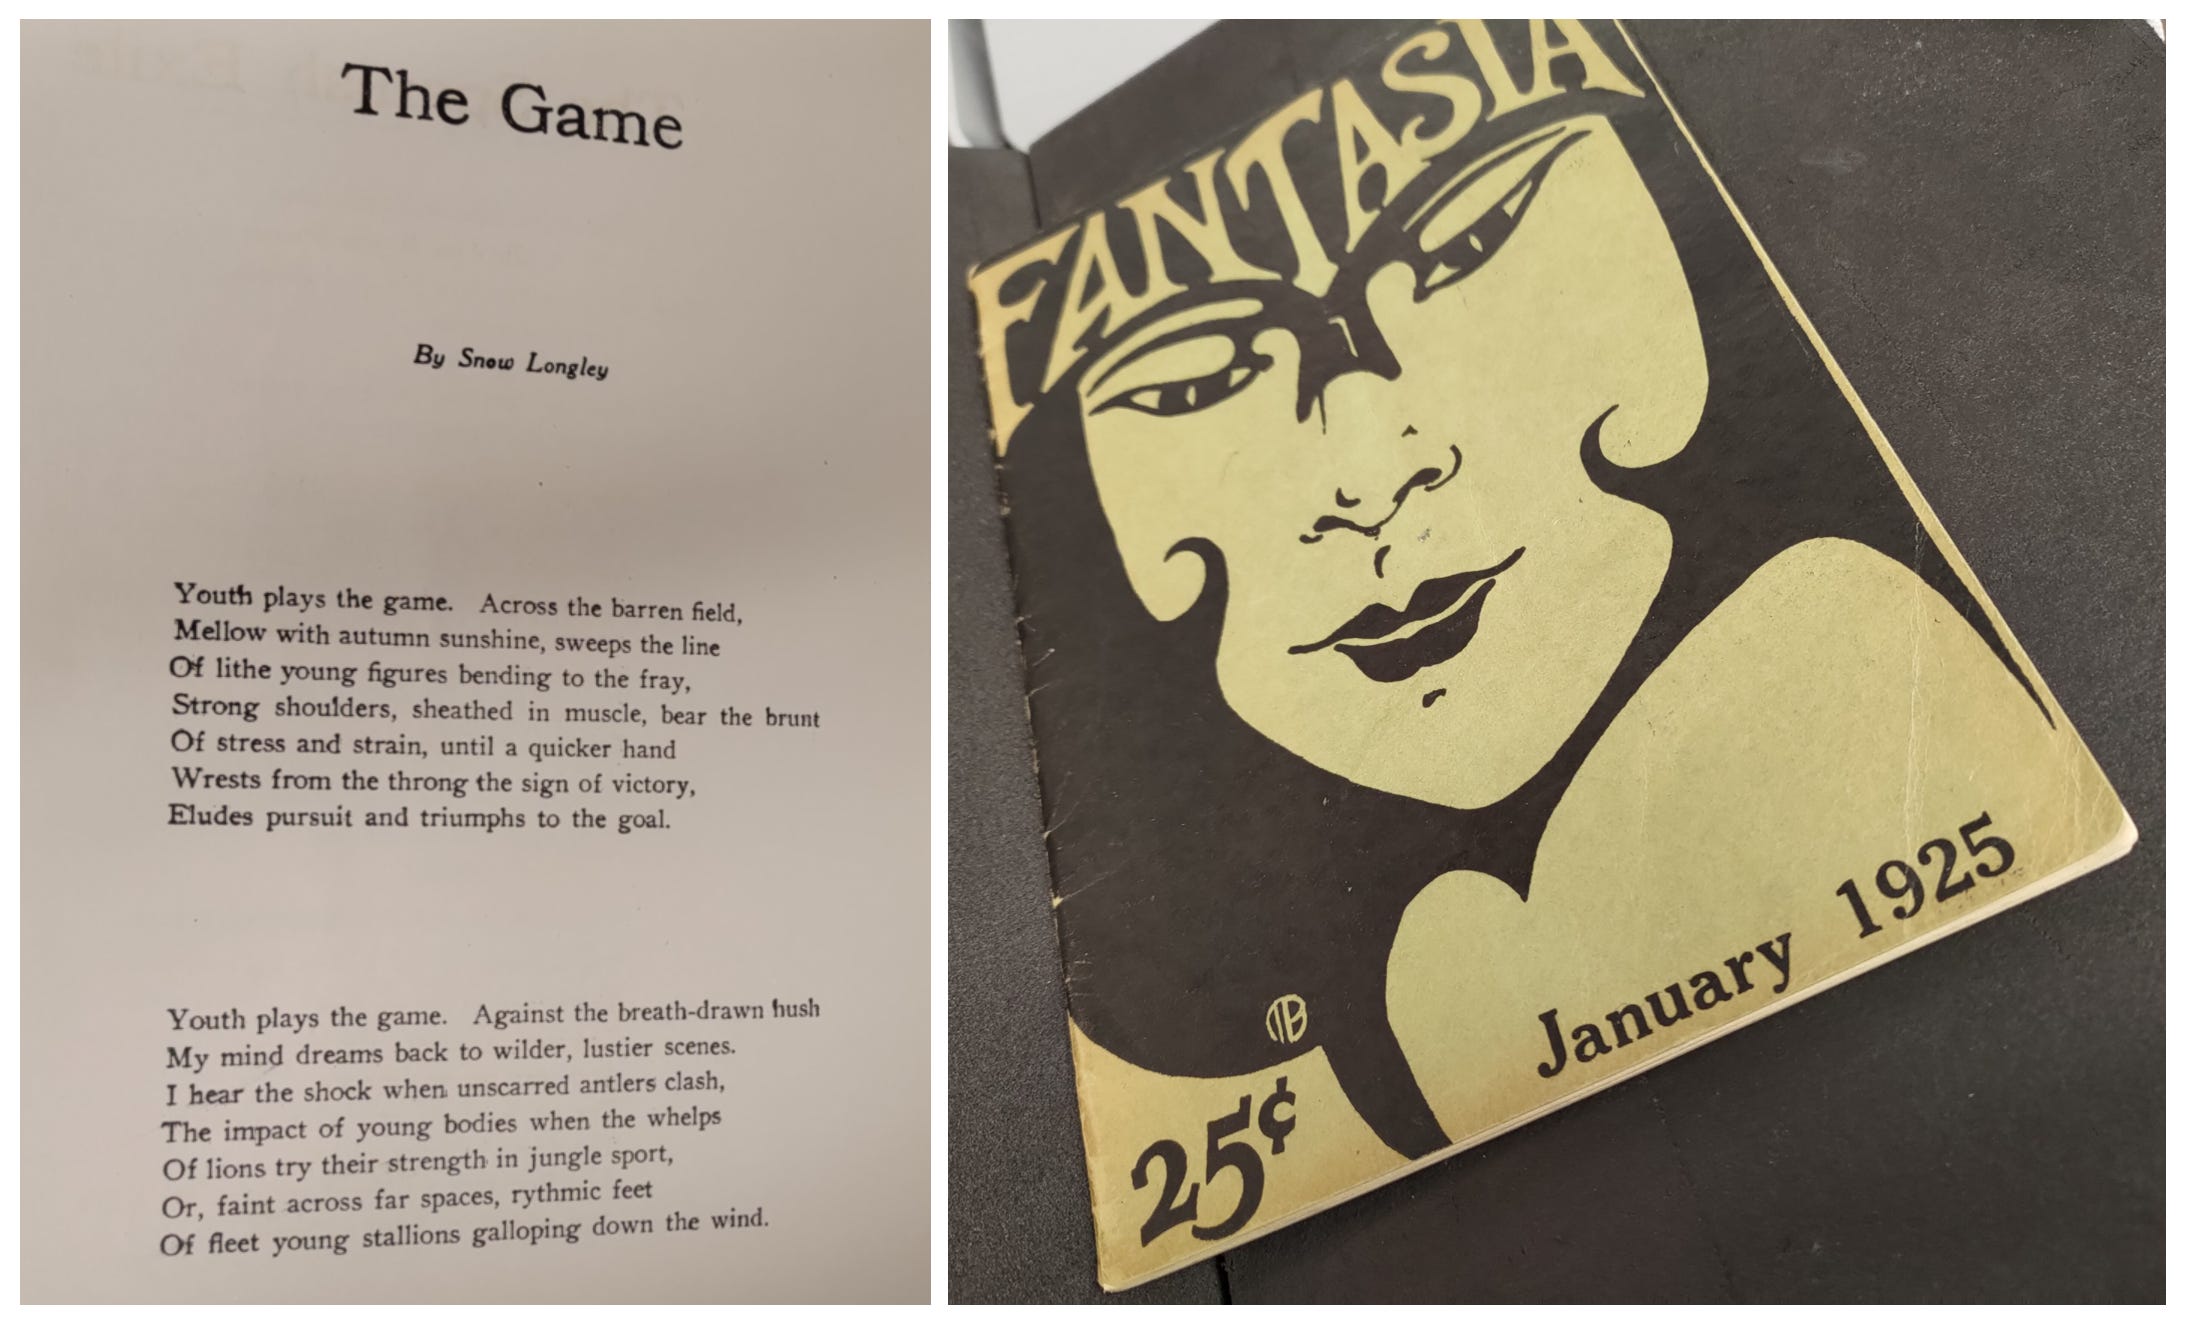 The Game
By Snow Longley
Youth plays the game. Across the barren field,
Mellow with autumn sunshine, sweeps the line
Of lithe young figures bending to the fray,
Strong shoulders, sheathed in muscle, bear the brunt
Of stress and strain, until a quicker hand
Wrests from the throng the sign of victory,
Eludes pursuit and triumphs to the goal.
Youth plays the game. Against the breath-drawn hush
My mind dreams back to wilder, lustier scenes.
I hear the shock when unscarred antlers clash,
The impact of young bodies when the whelps
Of lions try their strength in jungle sport,
Or, faint across far spaces, rythmic feet
Of fleet young stallions galloping down the wind.
FANTASIA
January 1925
25¢